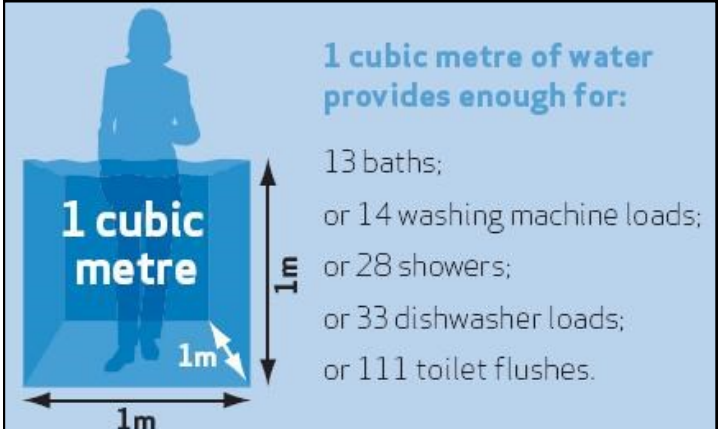 1 cubic metre of water
provides enough for:
13 baths;
or 14 washing machine loads;
or 28 showers;
or 33 dishwasher loads;
or 111 toilet flushes.
1 cubic
metre
1m
1m
1m